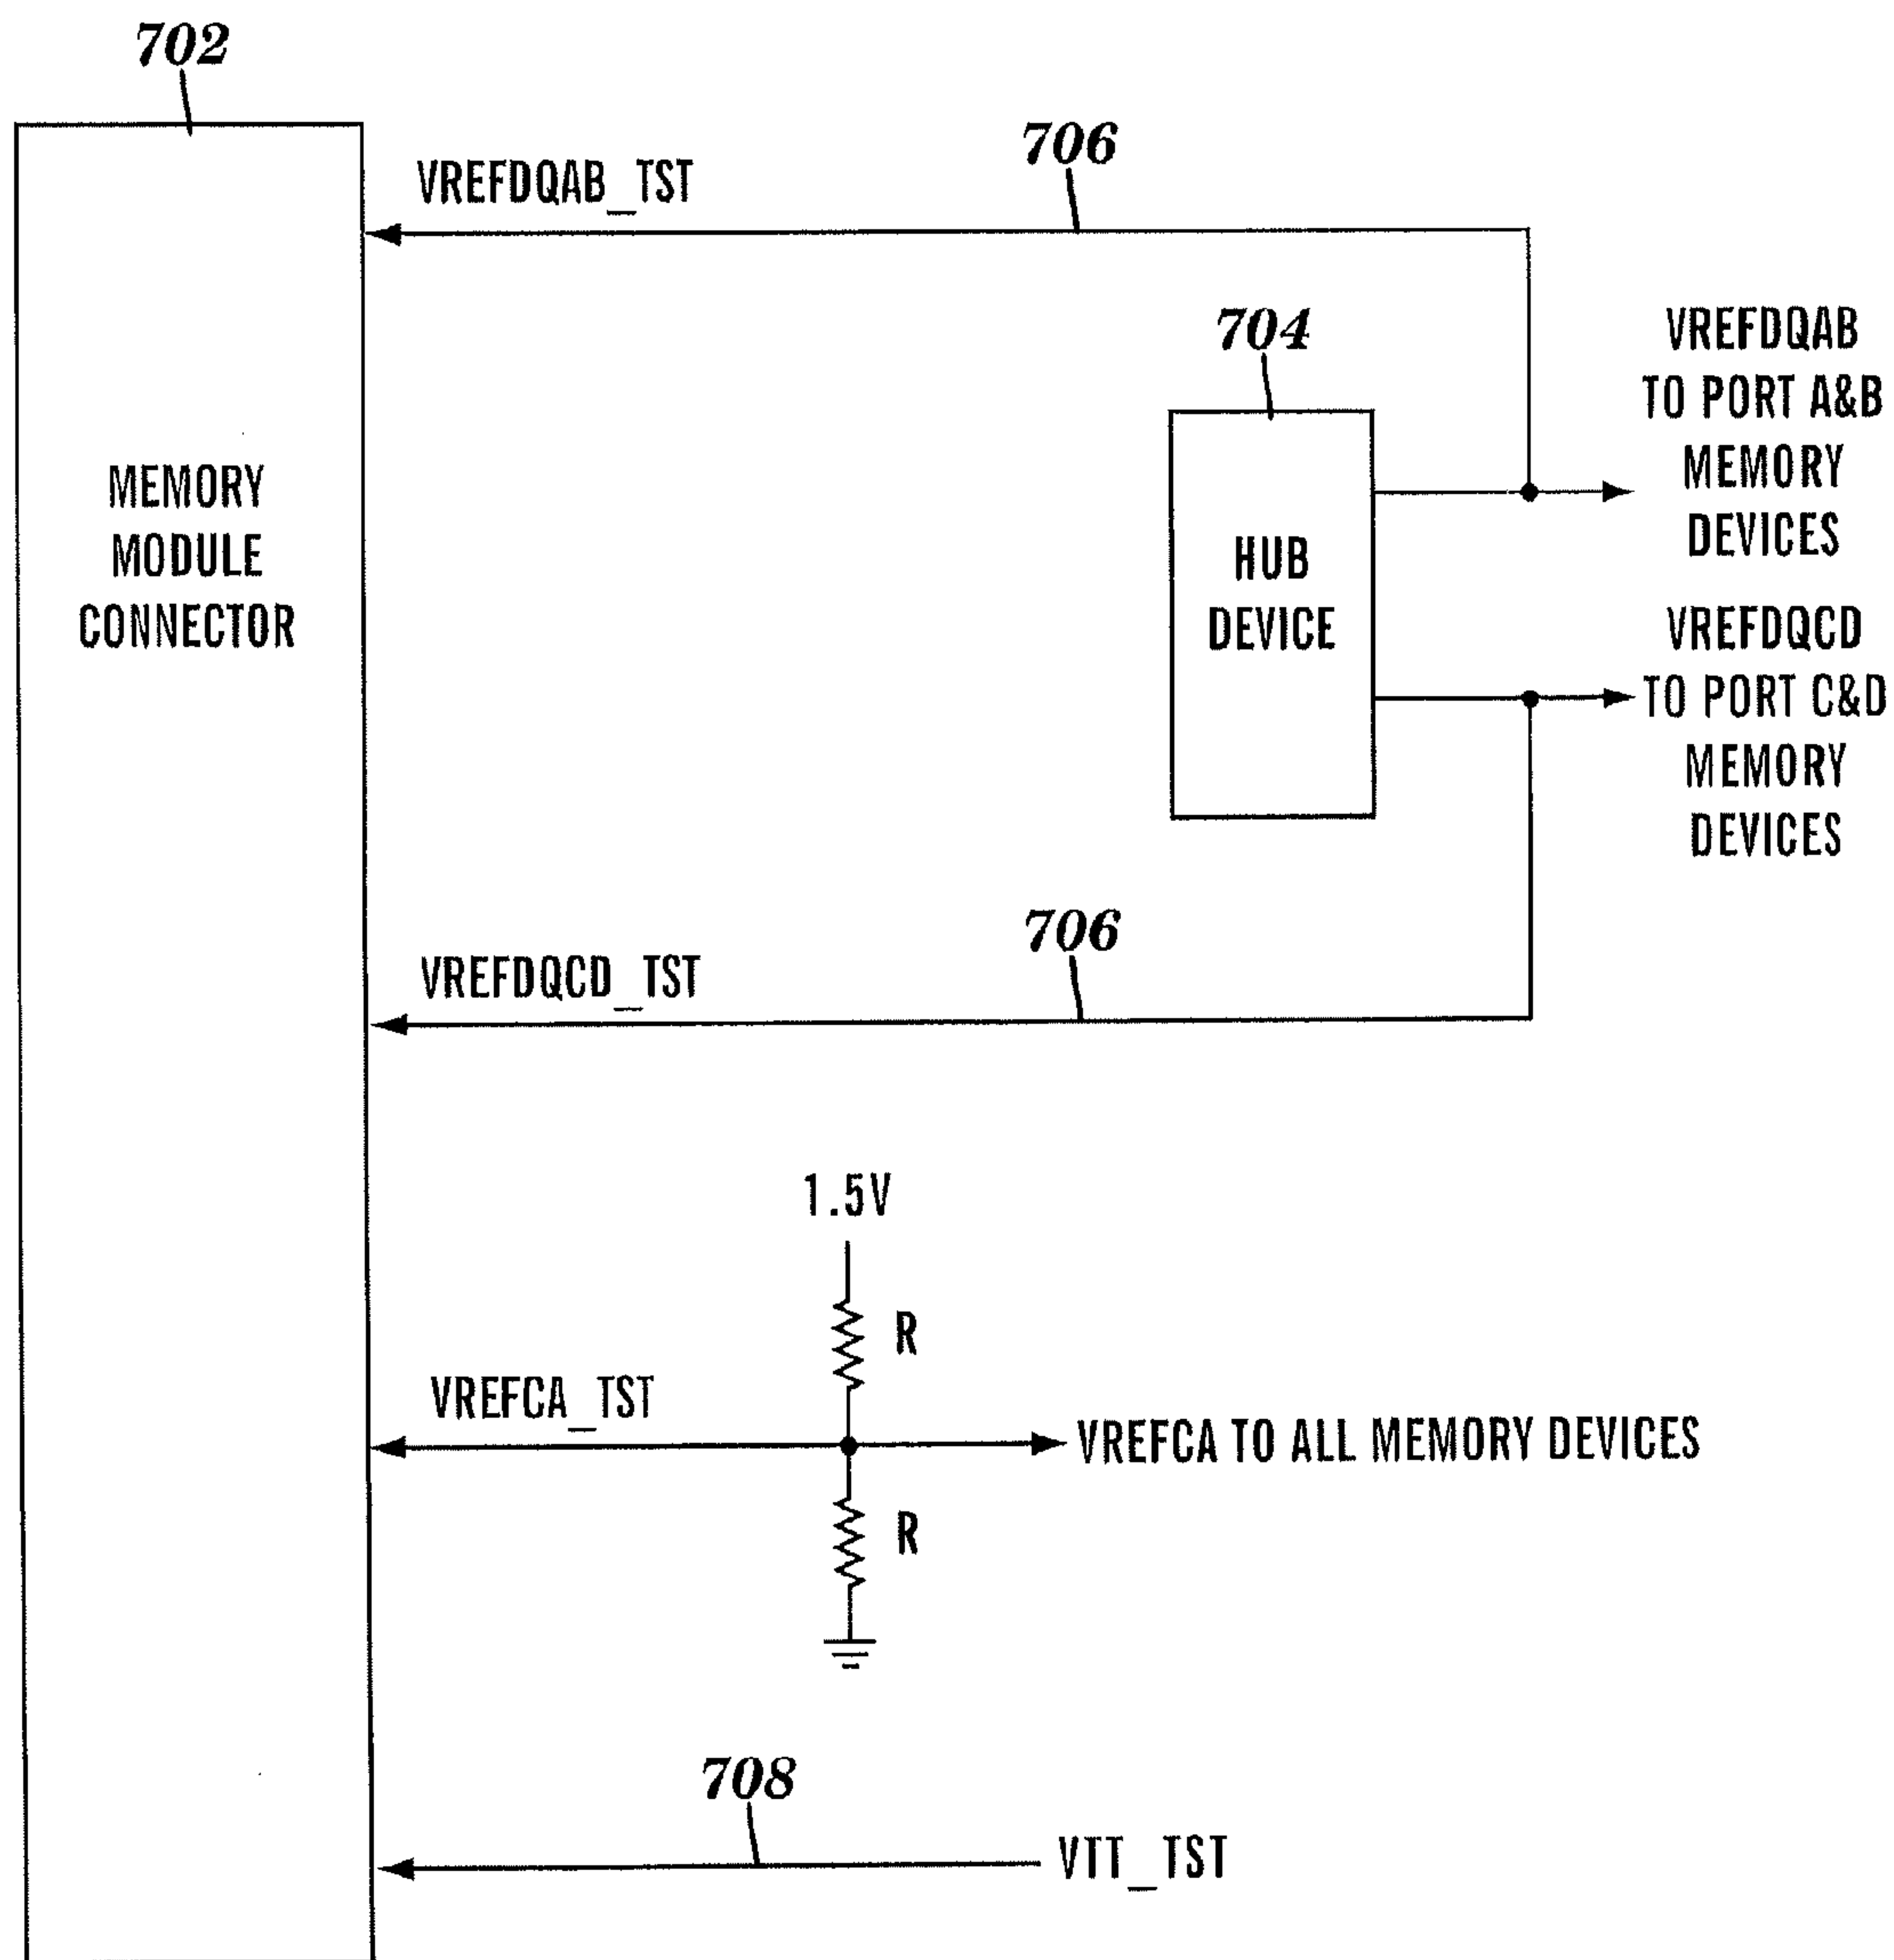 702
VREFDQAB_TST
706
704
VREFDQAB
TO PORT A&B
MEMORY
DEVICES
MEMORY
MODULE
CONNECTOR
HUB
DEVICE
VREFDQCD
TO PORT C&D
MEMORY
DEVICES
706
VREFDQCD_TST
1.5V
R
VREFCA_TST
VREFCA TO ALL MEMORY DEVICES
R
708
VTT_TST